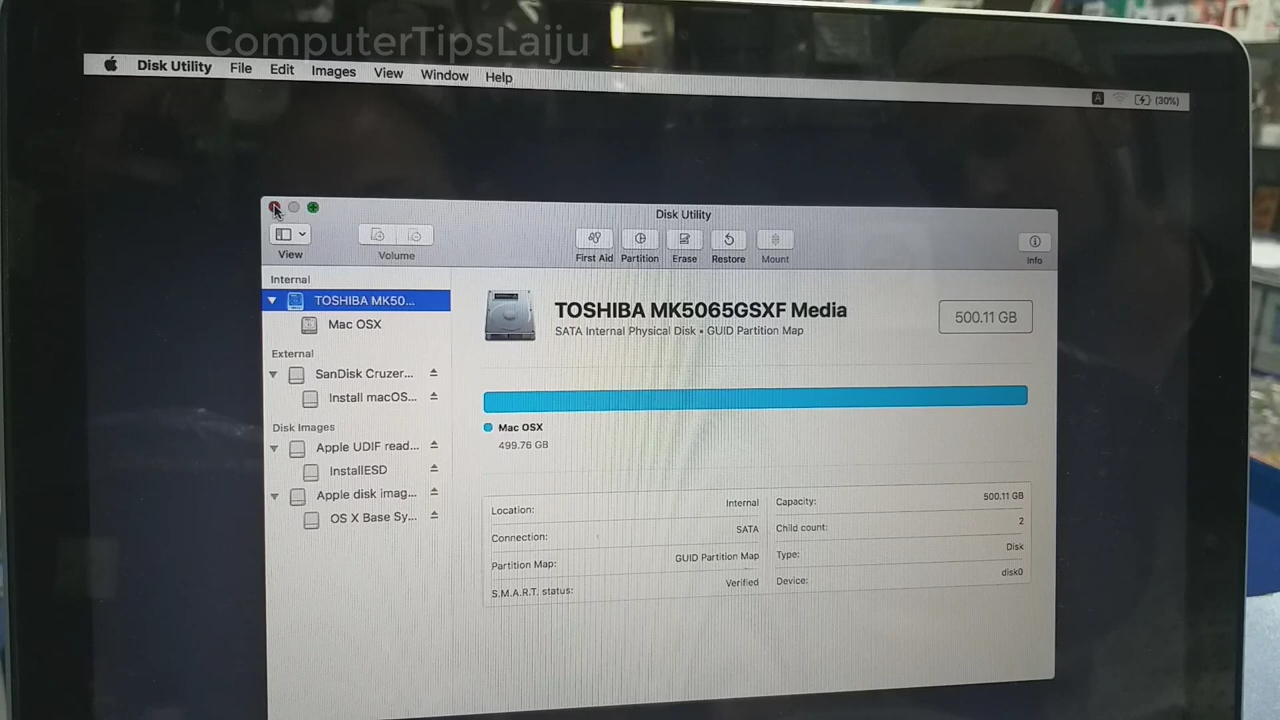 ComputerTipsLaiju
Disk Utility File Edit Images View Window Help
A (30%)
Disk Utility
View Volume First Aid Partition Erase Restore Mount Info
Internal
TOSHIBA MK50...
Mac OSX
External
SanDisk Cruzer...
Install macOS...
Disk Images
Apple UDIF read...
InstallESD
Apple disk imag...
OS X Base Sy...
TOSHIBA MK5065GSXF Media
SATA Internal Physical Disk • GUID Partition Map
500.11 GB
Mac OSX
499.76 GB
Location: Internal
Connection: SATA
Partition Map: GUID Partition Map
S.M.A.R.T. status: Verified
Capacity: 500.11 GB
Child count: 2
Type: Disk
Device: disk0